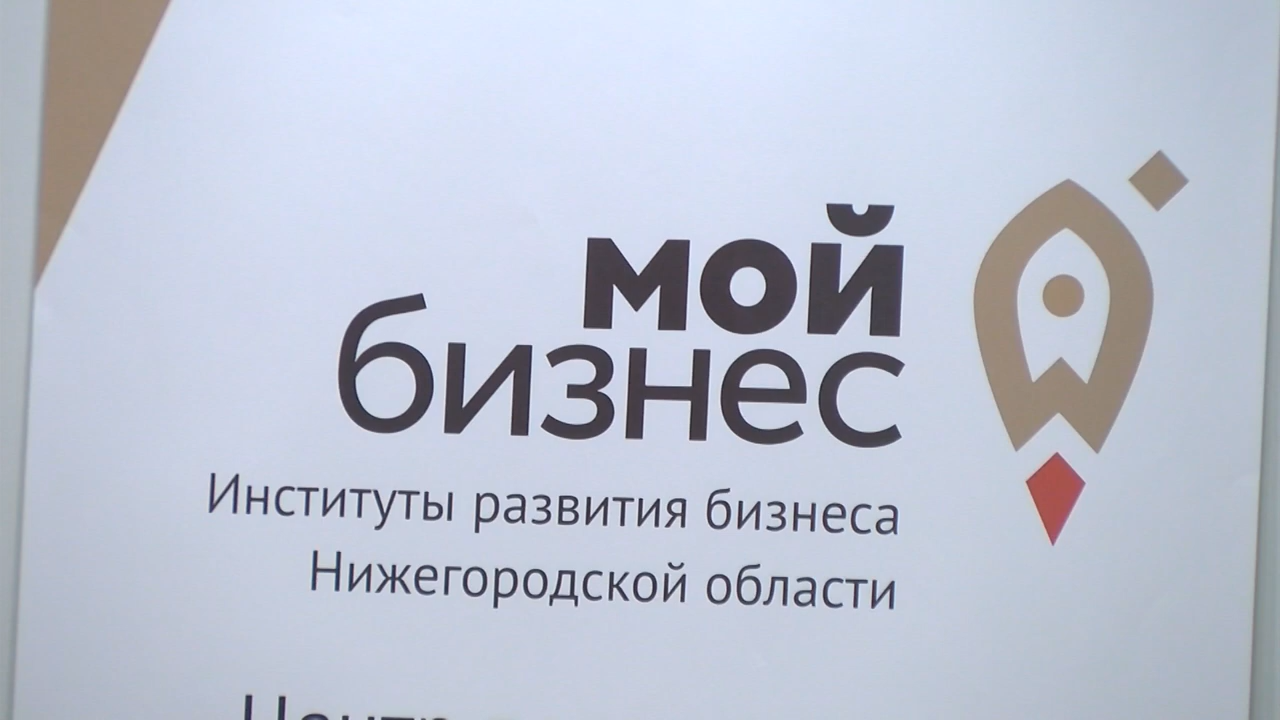 мой
бизнес
Институты развития бизнеса
Нижегородской области